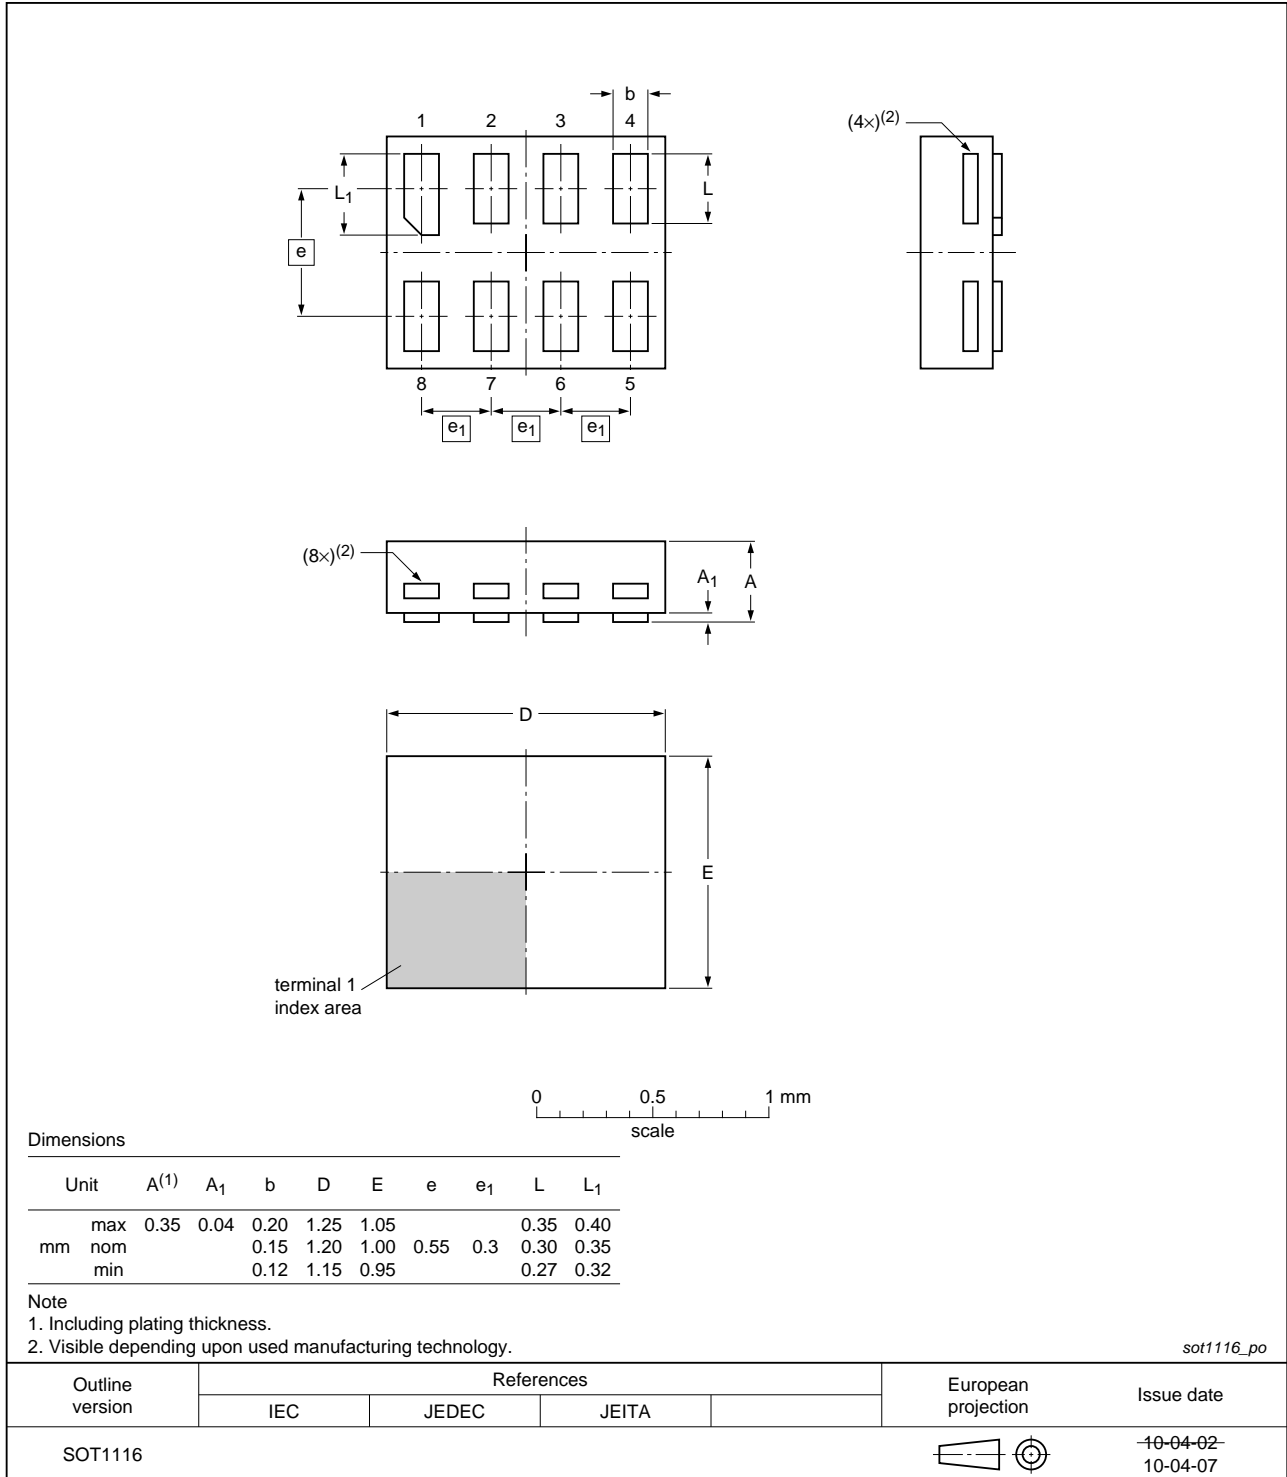 b
1 2 3 4
(4×)(2)
L1
L
e
8 7 6 5
e1 e1 e1
(8×)(2)
A1 A
D
E
terminal 1
index area
0 0.5 1 mm
scale
Dimensions
Unit A(1) A1 b D E e e1 L L1
max 0.35 0.04 0.20 1.25 1.05 0.35 0.40
mm nom 0.15 1.20 1.00 0.55 0.3 0.30 0.35
min 0.12 1.15 0.95 0.27 0.32
Note
1. Including plating thickness.
2. Visible depending upon used manufacturing technology.
sot1116_po
Outline version References European projection Issue date
IEC JEDEC JEITA
SOT1116
10-04-02
10-04-07